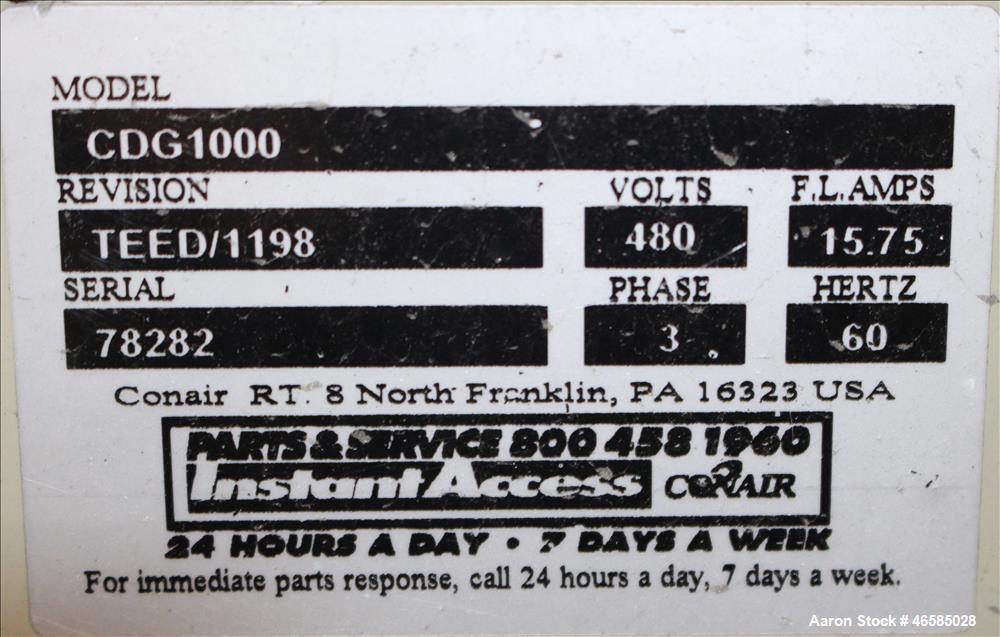 MODEL
CDG1000
REVISION VOLTS F.L.AMPS
TEED/1198 480 15.75
SERIAL PHASE HERTZ
78282 3 60
Conair RT. 8 North Franklin, PA 16323 USA
PARTS & SERVICE 800 458 1960
Instant Access CONAIR
24 HOURS A DAY • 7 DAYS A WEEK
For immediate parts response, call 24 hours a day, 7 days a week.
Aaron Stock # 46585028